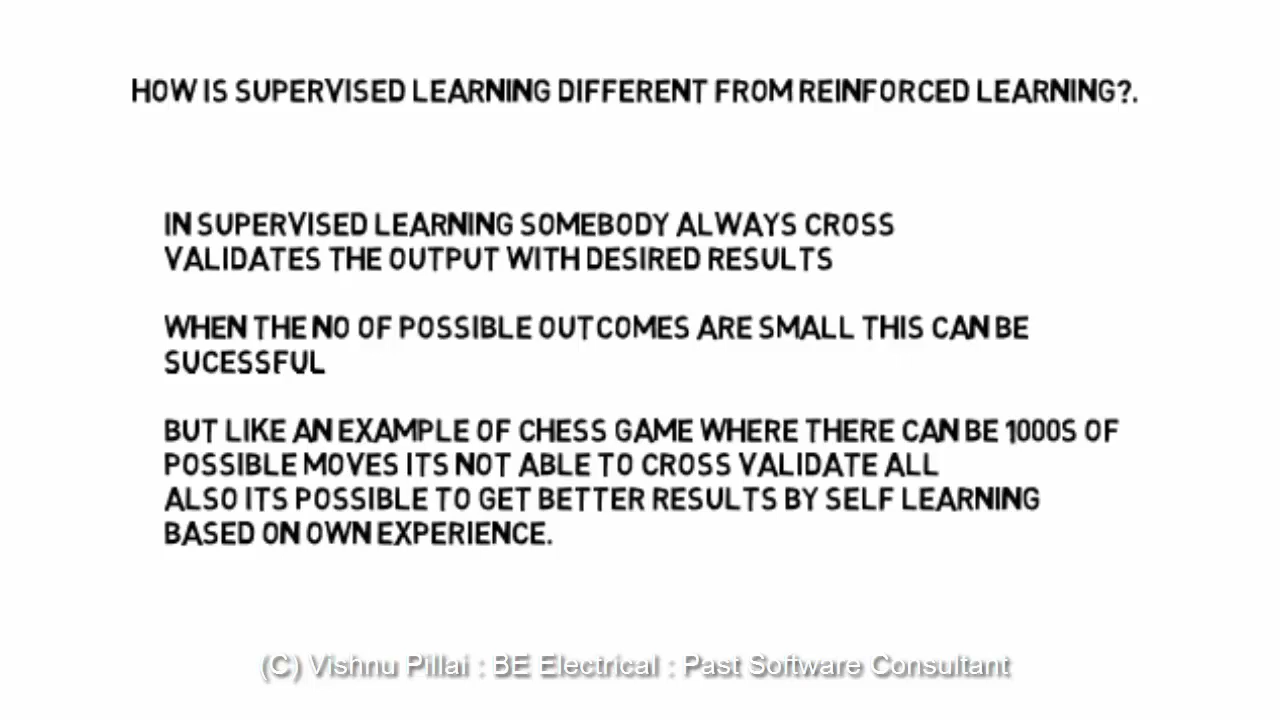 HOW IS SUPERVISED LEARNING DIFFERENT FROM REINFORCED LEARNING?.
IN SUPERVISED LEARNING SOMEBODY ALWAYS CROSS
VALIDATES THE OUTPUT WITH DESIRED RESULTS
WHEN THE NO OF POSSIBLE OUTCOMES ARE SMALL THIS CAN BE
SUCESSFUL
BUT LIKE AN EXAMPLE OF CHESS GAME WHERE THERE CAN BE 1000S OF
POSSIBLE MOVES ITS NOT ABLE TO CROSS VALIDATE ALL
ALSO ITS POSSIBLE TO GET BETTER RESULTS BY SELF LEARNING
BASED ON OWN EXPERIENCE.
(C) Vishnu Pillai : BE Electrical : Past Software Consultant